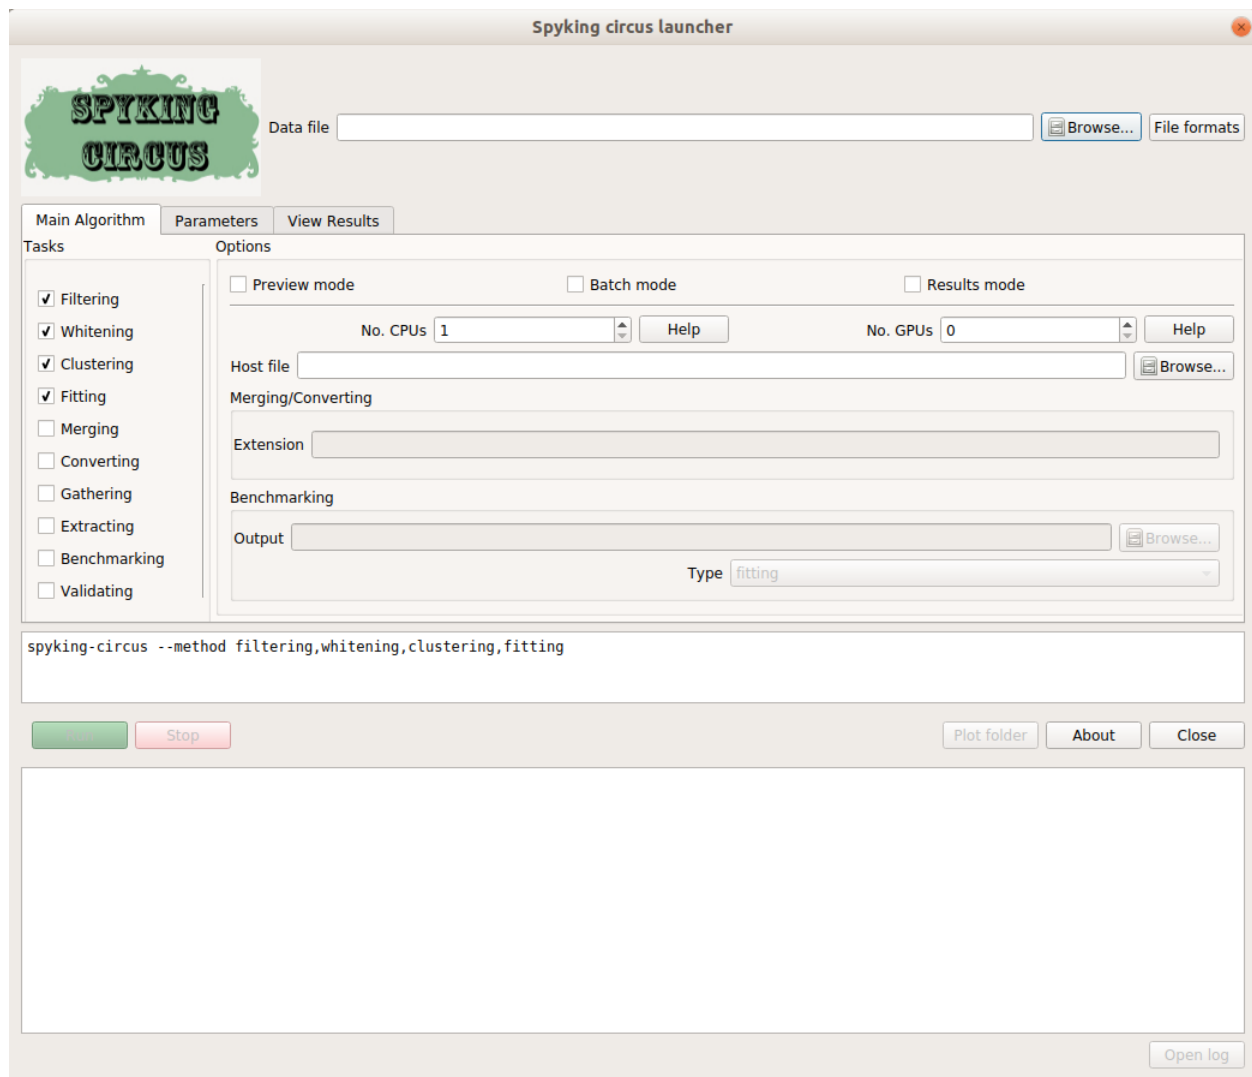 Spyking circus launcher
SPYKING
CIRCUS
Data file
Browse...
File formats
Main Algorithm
Parameters
View Results
Tasks
Options
Filtering
Whitening
Clustering
Fitting
Merging
Converting
Gathering
Extracting
Benchmarking
Validating
Preview mode
Batch mode
Results mode
No. CPUs 1
Help
No. GPUs 0
Help
Host file
Browse...
Merging/Converting
Extension
Benchmarking
Output
Browse...
Type fitting
spyking-circus --method filtering,whitening,clustering,fitting
Stop
Plot folder
About
Close
Open log